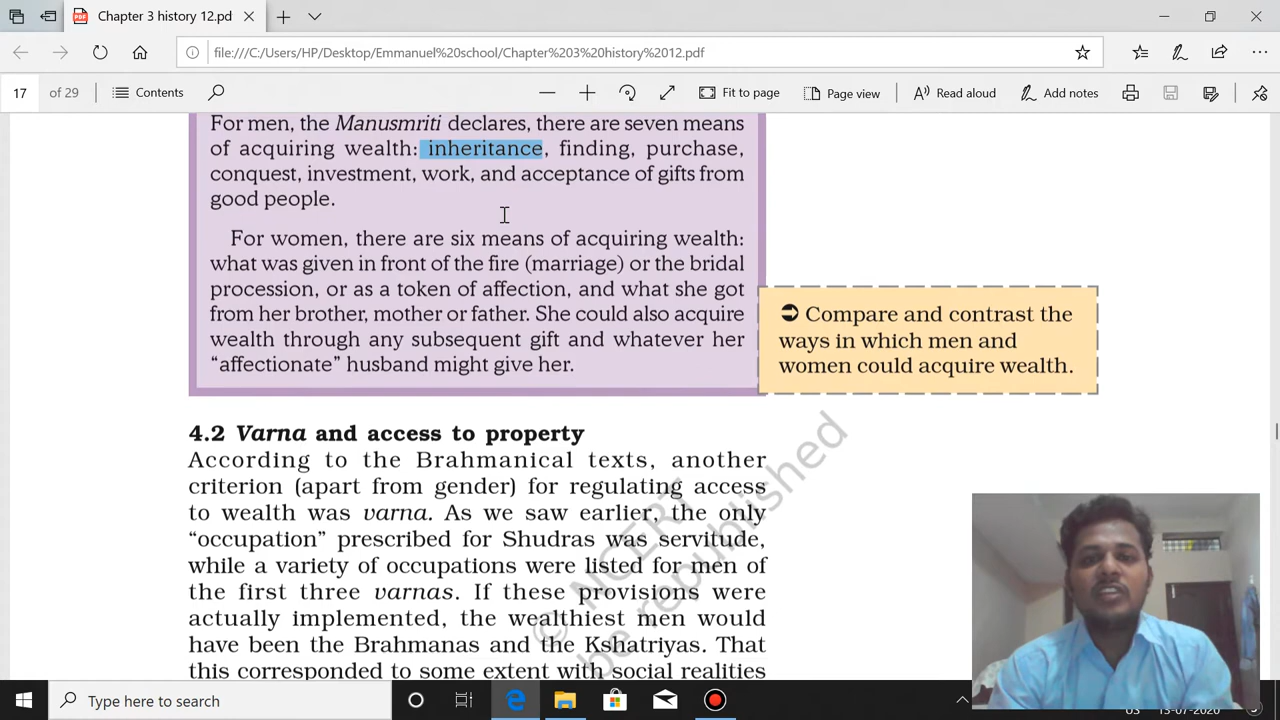 Chapter 3 history 12.pdf
file:///C:/Users/HP/Desktop/Emmanuel%20school/Chapter%203%20history%2012.pdf
17 of 29 Contents Fit to page Page view Read aloud Add notes
For men, the Manusmriti declares, there are seven means
of acquiring wealth: inheritance, finding, purchase,
conquest, investment, work, and acceptance of gifts from
good people.
For women, there are six means of acquiring wealth:
what was given in front of the fire (marriage) or the bridal
procession, or as a token of affection, and what she got
from her brother, mother or father. She could also acquire
wealth through any subsequent gift and whatever her
“affectionate” husband might give her.
➲ Compare and contrast the
ways in which men and
women could acquire wealth.
4.2 Varna and access to property
According to the Brahmanical texts, another
criterion (apart from gender) for regulating access
to wealth was varna. As we saw earlier, the only
“occupation” prescribed for Shudras was servitude,
while a variety of occupations were listed for men of
the first three varnas. If these provisions were
actually implemented, the wealthiest men would
have been the Brahmanas and the Kshatriyas. That
this corresponded to some extent with social realities
© NCERT
be republished
Type here to search
US 13-07-2020